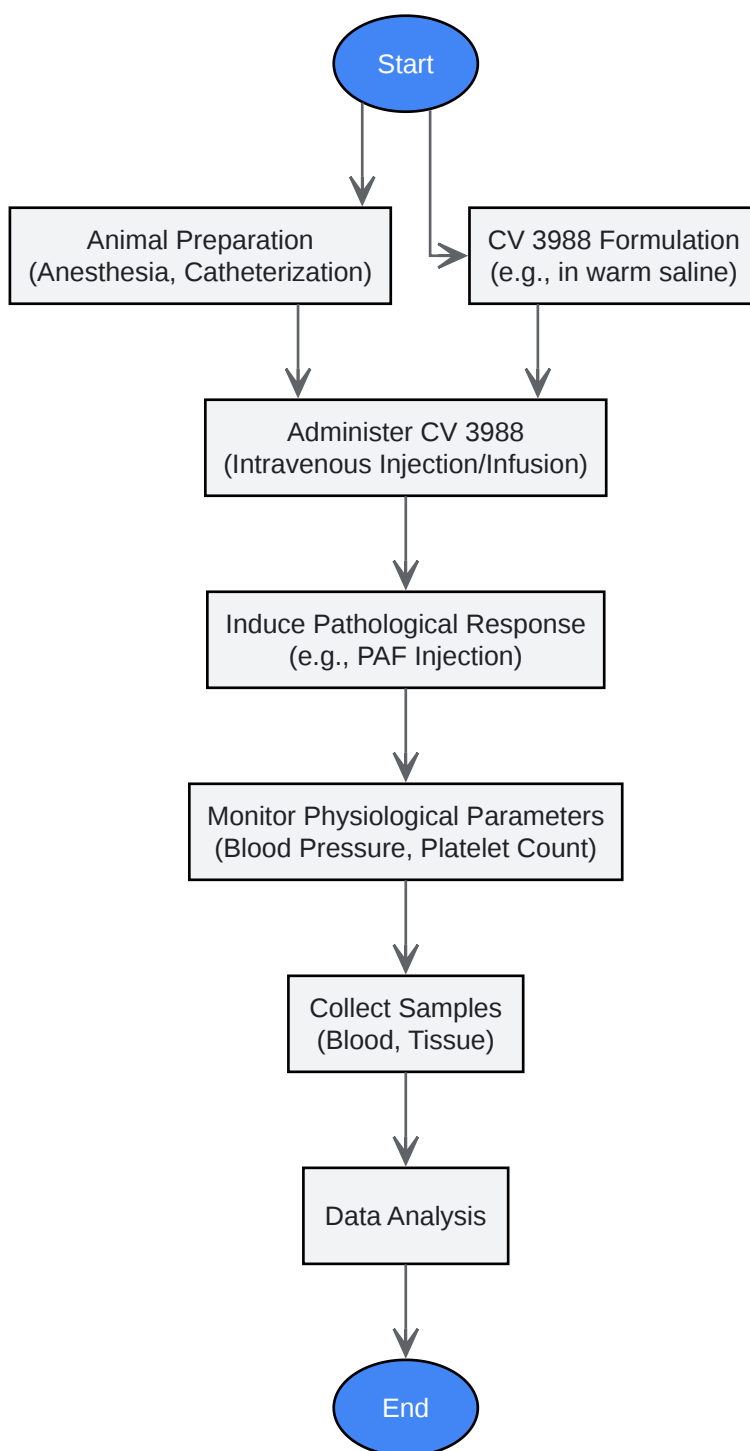 Start
Animal Preparation
(Anesthesia, Catheterization)
CV 3988 Formulation
(e.g., in warm saline)
Administer CV 3988
(Intravenous Injection/Infusion)
Induce Pathological Response
(e.g., PAF Injection)
Monitor Physiological Parameters
(Blood Pressure, Platelet Count)
Collect Samples
(Blood, Tissue)
Data Analysis
End